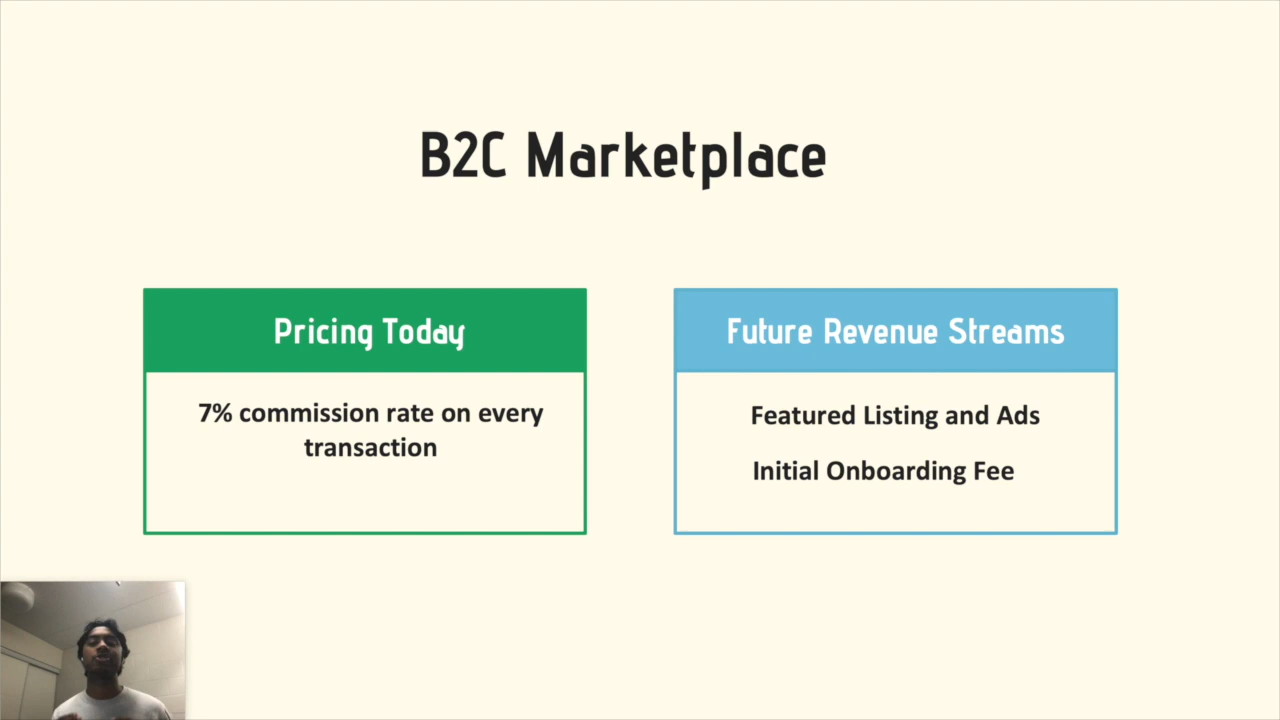 B2C Marketplace
Pricing Today
7% commission rate on every
transaction
Future Revenue Streams
Featured Listing and Ads
Initial Onboarding Fee